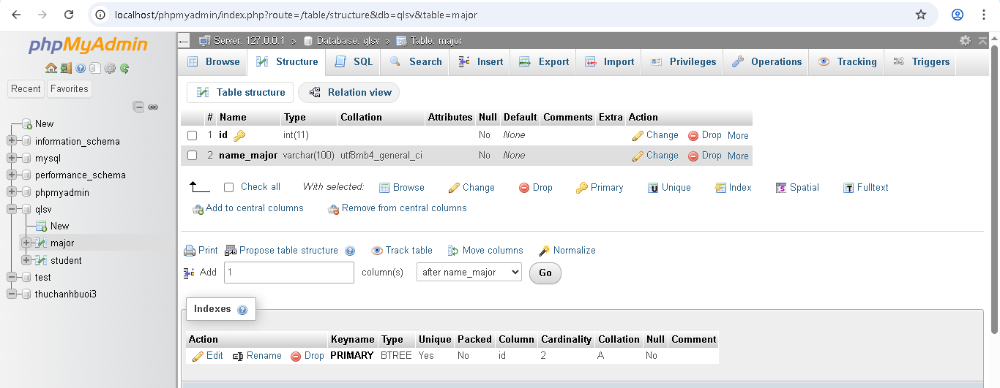 localhost/phpmyadmin/index.php?route=/table/structure&db=qlsv&table=major
phpMyAdmin
Server: 127.0.0.1 » Database: qlsv » Table: major
Browse Structure SQL Search Insert Export Import Privileges Operations Tracking Triggers
Recent Favorites
Table structure Relation view
New
information_schema
mysql
performance_schema
phpmyadmin
qlsv
New
major
student
test
thuchanhbuoi3
# Name Type Collation Attributes Null Default Comments Extra Action
1 id int(11) No None Change Drop More
2 name_major varchar(100) utf8mb4_general_ci No None Change Drop More
Check all With selected: Browse Change Drop Primary Unique Index Spatial Fulltext
Add to central columns Remove from central columns
Print Propose table structure Track table Move columns Normalize
Add 1 column(s) after name_major Go
Indexes
Action Keyname Type Unique Packed Column Cardinality Collation Null Comment
Edit Rename Drop PRIMARY BTREE Yes No id 2 A No